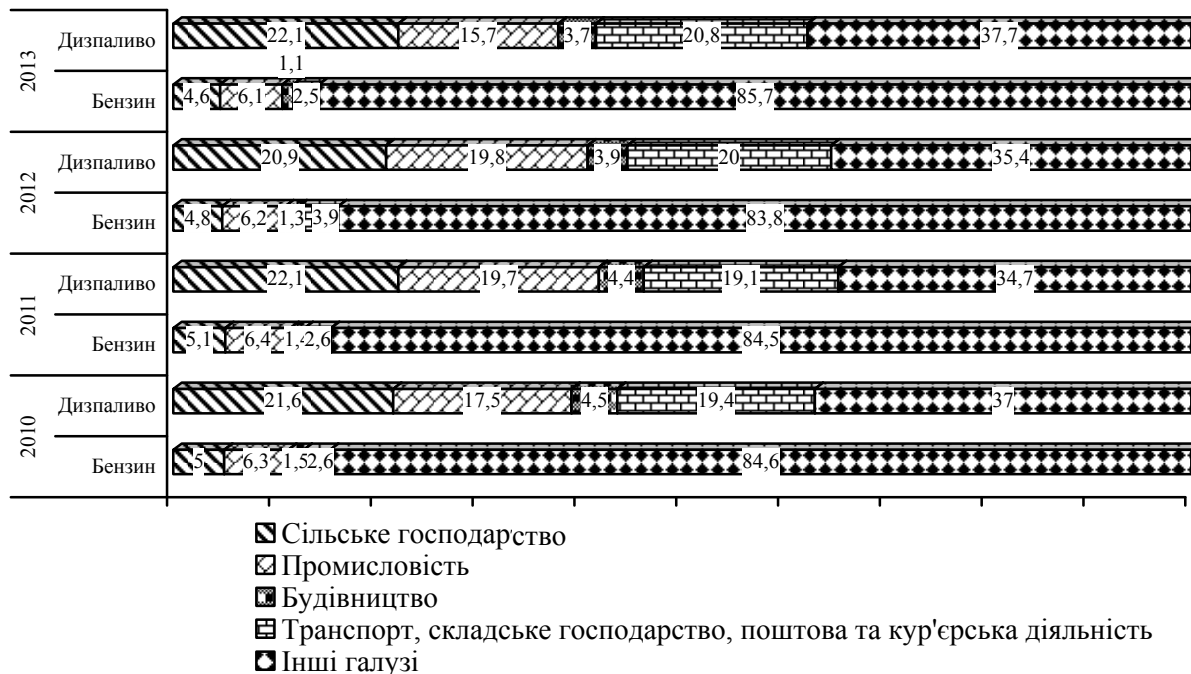 2013
Дизпаливо
22,1 15,7 3,7 20,8 37,7
1,1
Бензин
4,6 6,1 2,5 85,7
2012
Дизпаливо
20,9 19,8 3,9 20 35,4
Бензин
4,8 6,2 1,3 3,9 83,8
2011
Дизпаливо
22,1 19,7 4,4 19,1 34,7
Бензин
5,1 6,4 1,4 2,6 84,5
2010
Дизпаливо
21,6 17,5 4,5 19,4 37
Бензин
5 6,3 1,5 2,6 84,6
Сільське господарство
Промисловість
Будівництво
Транспорт, складське господарство, поштова та кур'єрська діяльність
Інші галузі